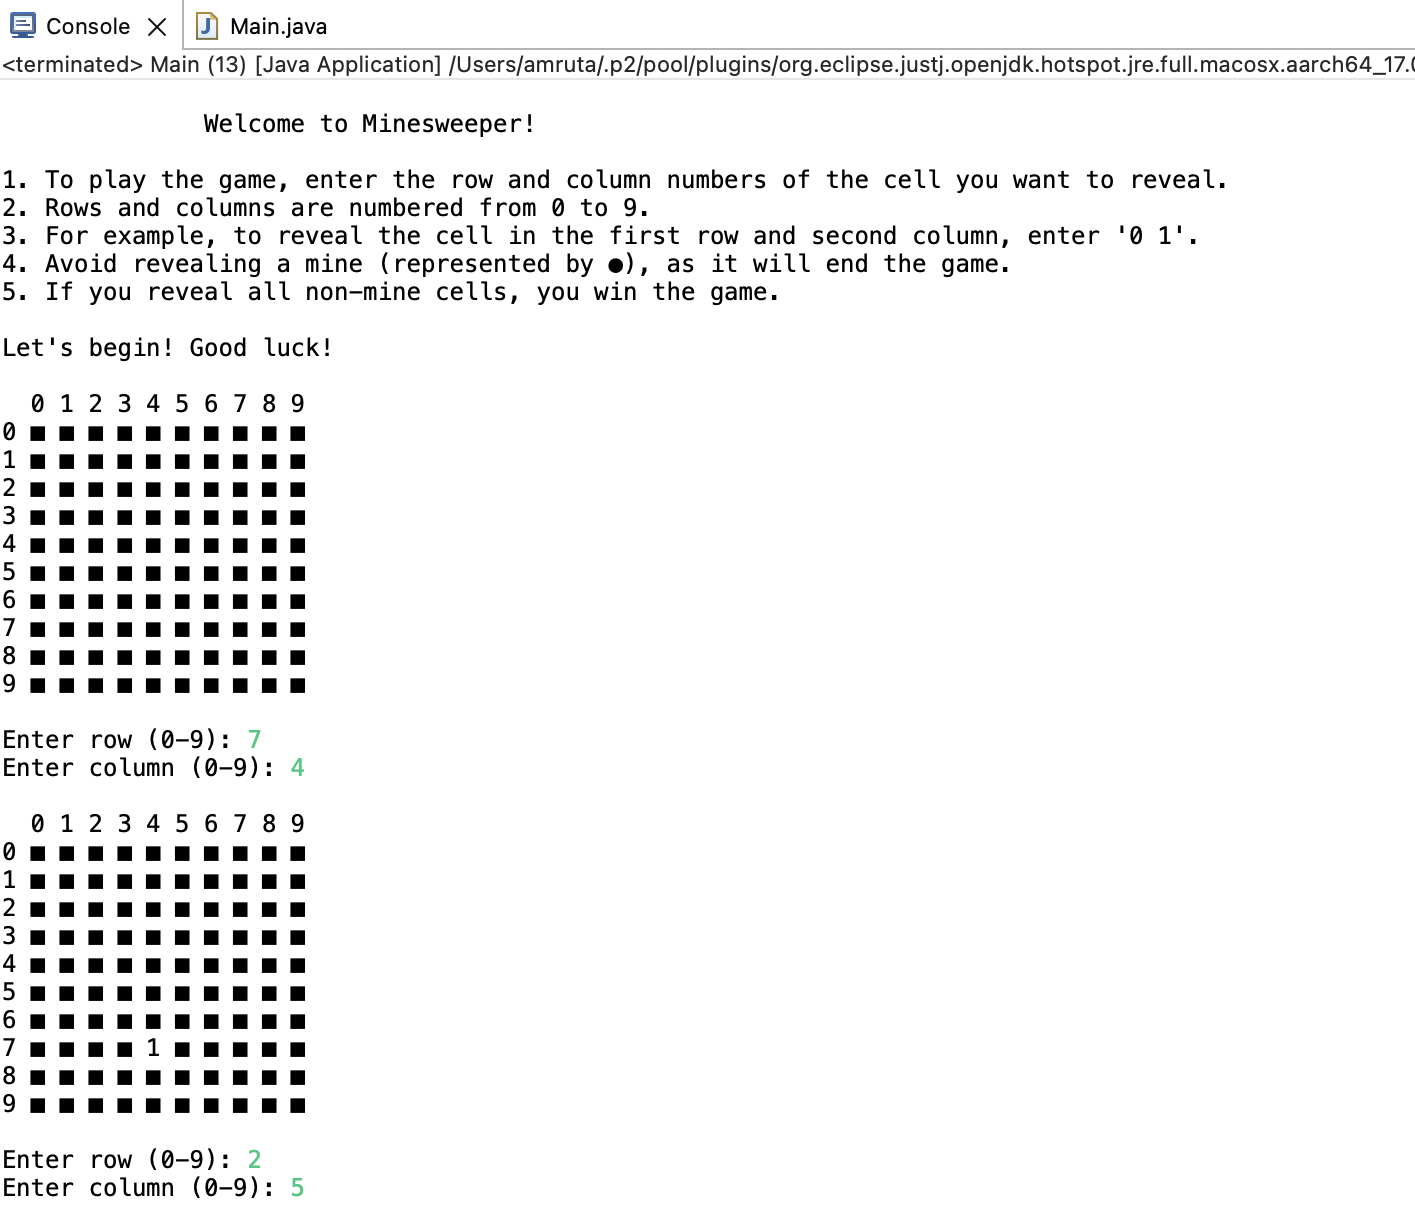 Console Main.java
<terminated> Main (13) [Java Application] /Users/amruta/.p2/pool/plugins/org.eclipse.justj.openjdk.hotspot.jre.full.macosx.aarch64_17.0
Welcome to Minesweeper!
1. To play the game, enter the row and column numbers of the cell you want to reveal.
2. Rows and columns are numbered from 0 to 9.
3. For example, to reveal the cell in the first row and second column, enter '0 1'.
4. Avoid revealing a mine (represented by ●), as it will end the game.
5. If you reveal all non-mine cells, you win the game.
Let's begin! Good luck!
0 1 2 3 4 5 6 7 8 9
0 ■ ■ ■ ■ ■ ■ ■ ■ ■ ■
1 ■ ■ ■ ■ ■ ■ ■ ■ ■ ■
2 ■ ■ ■ ■ ■ ■ ■ ■ ■ ■
3 ■ ■ ■ ■ ■ ■ ■ ■ ■ ■
4 ■ ■ ■ ■ ■ ■ ■ ■ ■ ■
5 ■ ■ ■ ■ ■ ■ ■ ■ ■ ■
6 ■ ■ ■ ■ ■ ■ ■ ■ ■ ■
7 ■ ■ ■ ■ ■ ■ ■ ■ ■ ■
8 ■ ■ ■ ■ ■ ■ ■ ■ ■ ■
9 ■ ■ ■ ■ ■ ■ ■ ■ ■ ■
Enter row (0-9): 7
Enter column (0-9): 4
0 1 2 3 4 5 6 7 8 9
0 ■ ■ ■ ■ ■ ■ ■ ■ ■ ■
1 ■ ■ ■ ■ ■ ■ ■ ■ ■ ■
2 ■ ■ ■ ■ ■ ■ ■ ■ ■ ■
3 ■ ■ ■ ■ ■ ■ ■ ■ ■ ■
4 ■ ■ ■ ■ ■ ■ ■ ■ ■ ■
5 ■ ■ ■ ■ ■ ■ ■ ■ ■ ■
6 ■ ■ ■ ■ ■ ■ ■ ■ ■ ■
7 ■ ■ ■ ■ 1 ■ ■ ■ ■ ■
8 ■ ■ ■ ■ ■ ■ ■ ■ ■ ■
9 ■ ■ ■ ■ ■ ■ ■ ■ ■ ■
Enter row (0-9): 2
Enter column (0-9): 5